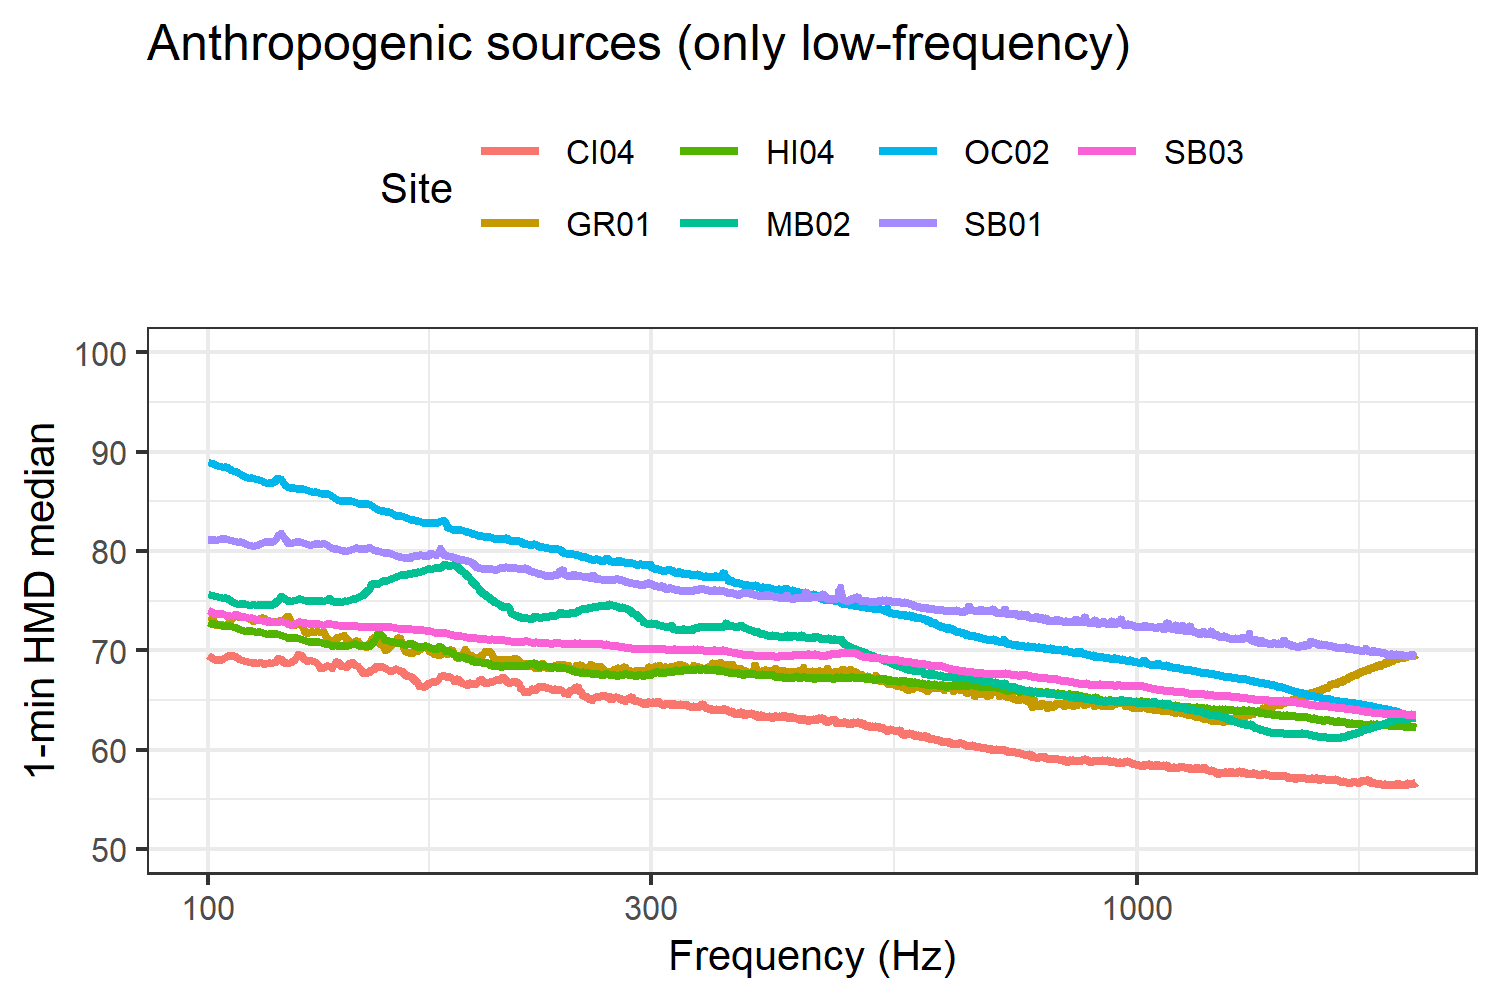 Anthropogenic sources (only low-frequency)
Site
CI04 HI04 OC02 SB03
GR01 MB02 SB01
1-min HMD median
100
90
80
70
60
50
100 300 1000
Frequency (Hz)